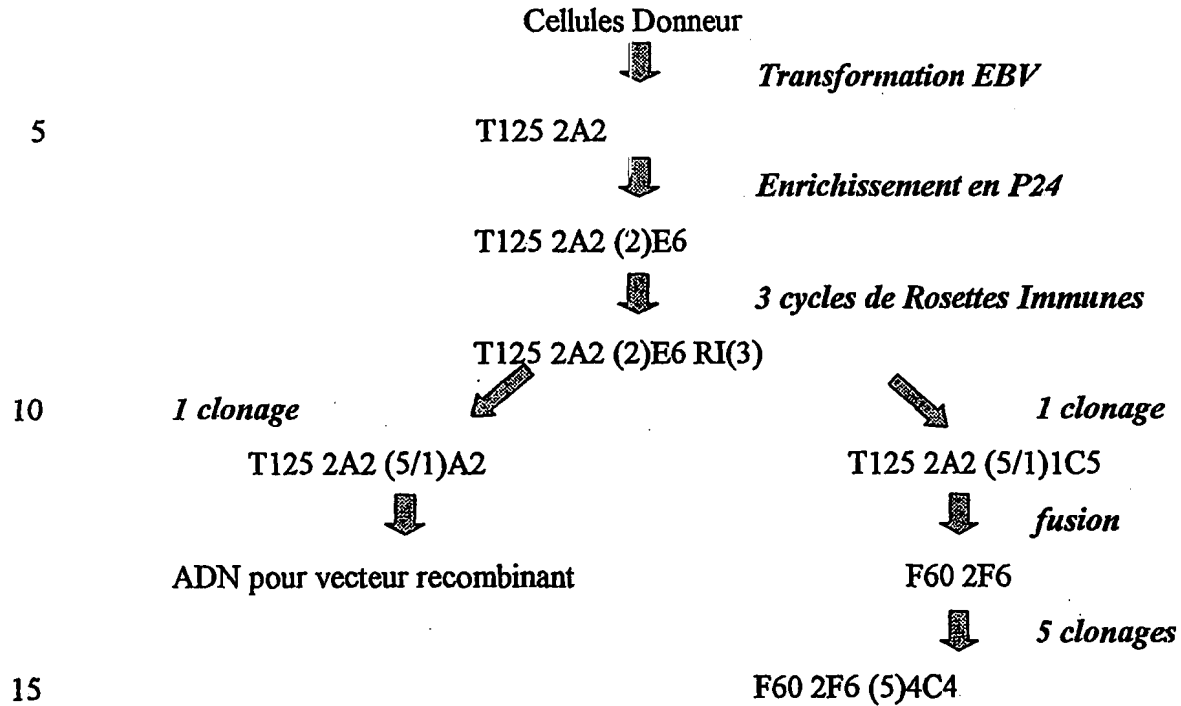 Cellules Donneur
Transformation EBV
5 T125 2A2
Enrichissement en P24
T125 2A2 (2)E6
3 cycles de Rosettes Immunes
T125 2A2 (2)E6 RI(3)
10 1 clonage 1 clonage
T125 2A2 (5/1)A2 T125 2A2 (5/1)1C5
fusion
ADN pour vecteur recombinant F60 2F6
5 clonages
15 F60 2F6 (5)4C4